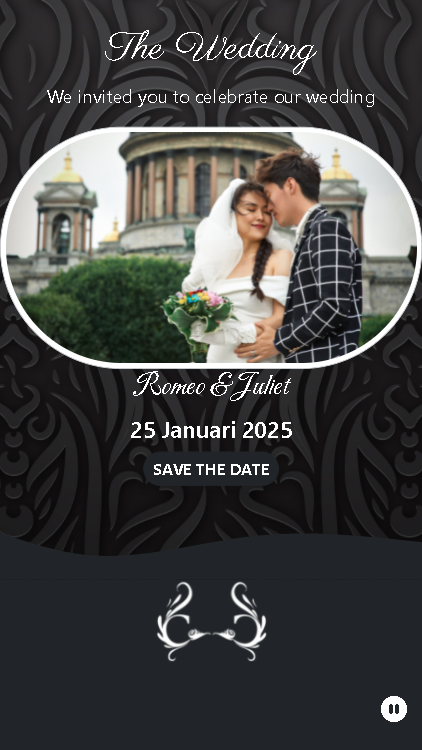 The Wedding
We invited you to celebrate our wedding
Romeo & Juliet
25 Januari 2025
SAVE THE DATE